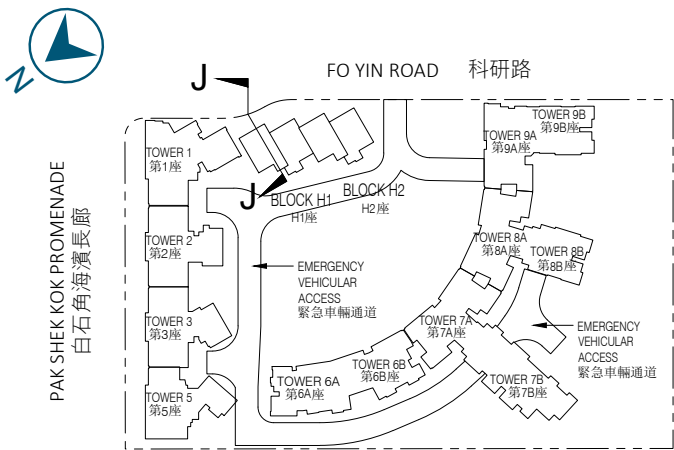 N
J
FO YIN ROAD 科研路
PAK SHEK KOK PROMENADE
白石角海濱長廊
TOWER 1
第1座
J
BLOCK H1
H1座
BLOCK H2
H2座
TOWER 9B
第9B座
TOWER 9A
第9A座
TOWER 2
第2座
EMERGENCY
VEHICULAR
ACCESS
緊急車輛通道
TOWER 8A
第8A座
TOWER 8B
第8B座
TOWER 3
第3座
TOWER 7A
第7A座
EMERGENCY
VEHICULAR
ACCESS
緊急車輛通道
TOWER 5
第5座
TOWER 6A
第6A座
TOWER 6B
第6B座
TOWER 7B
第7B座